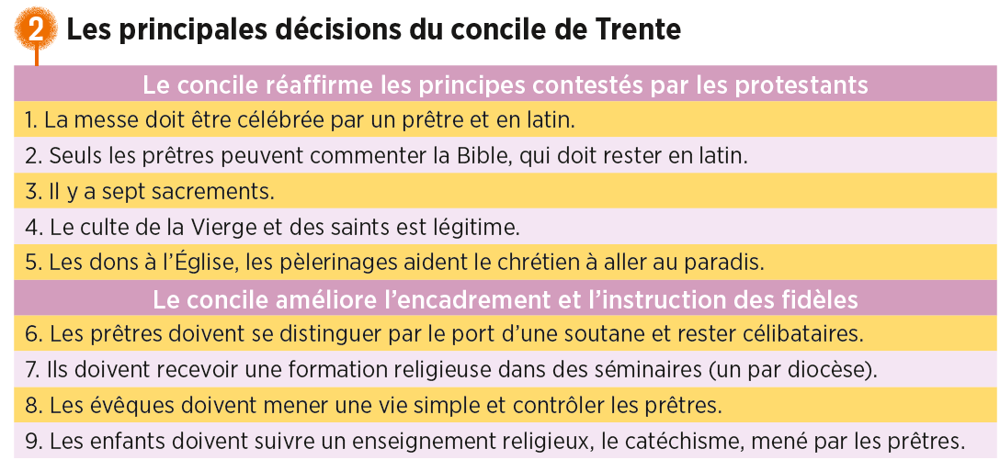 2 Les principales décisions du concile de Trente
Le concile réaffirme les principes contestés par les protestants
1. La messe doit être célébrée par un prêtre et en latin.
2. Seuls les prêtres peuvent commenter la Bible, qui doit rester en latin.
3. Il y a sept sacrements.
4. Le culte de la Vierge et des saints est légitime.
5. Les dons à l’Église, les pèlerinages aident le chrétien à aller au paradis.
Le concile améliore l’encadrement et l’instruction des fidèles
6. Les prêtres doivent se distinguer par le port d’une soutane et rester célibataires.
7. Ils doivent recevoir une formation religieuse dans des séminaires (un par diocèse).
8. Les évêques doivent mener une vie simple et contrôler les prêtres.
9. Les enfants doivent suivre un enseignement religieux, le catéchisme, mené par les prêtres.